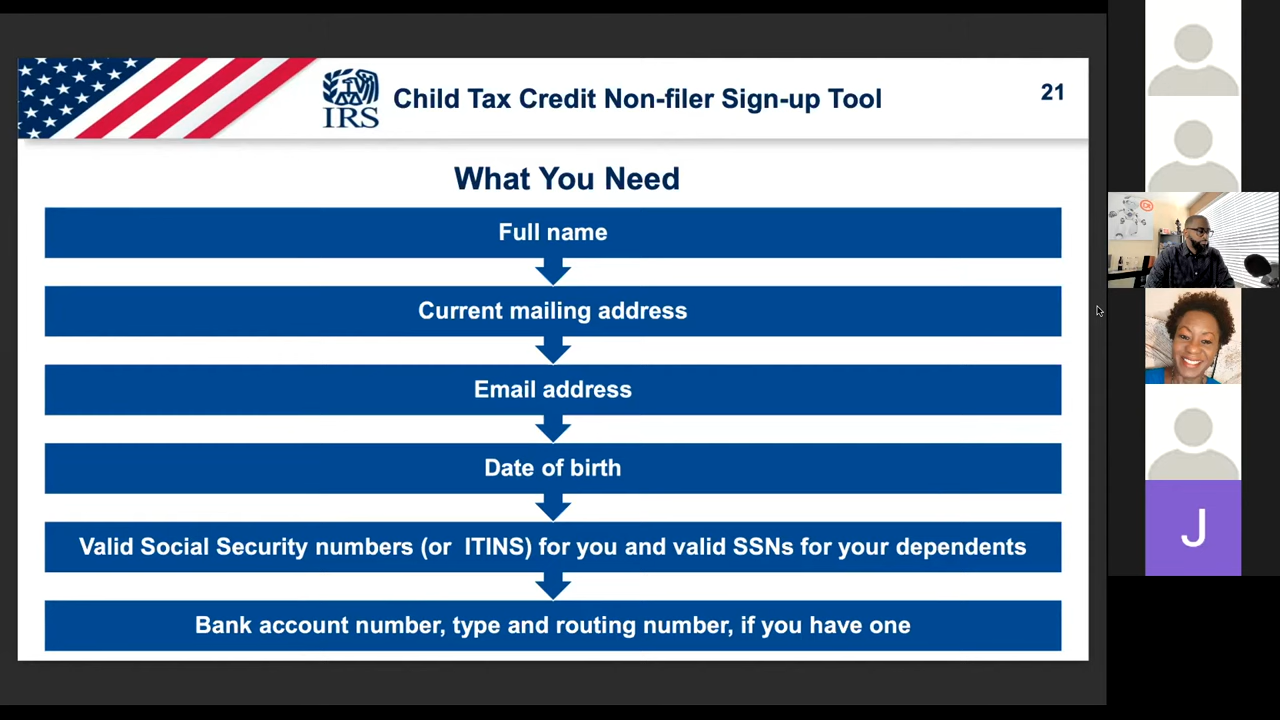 IRS
Child Tax Credit Non-filer Sign-up Tool
21
What You Need
Full name
Current mailing address
Email address
Date of birth
Valid Social Security numbers (or ITINS) for you and valid SSNs for your dependents
Bank account number, type and routing number, if you have one
J